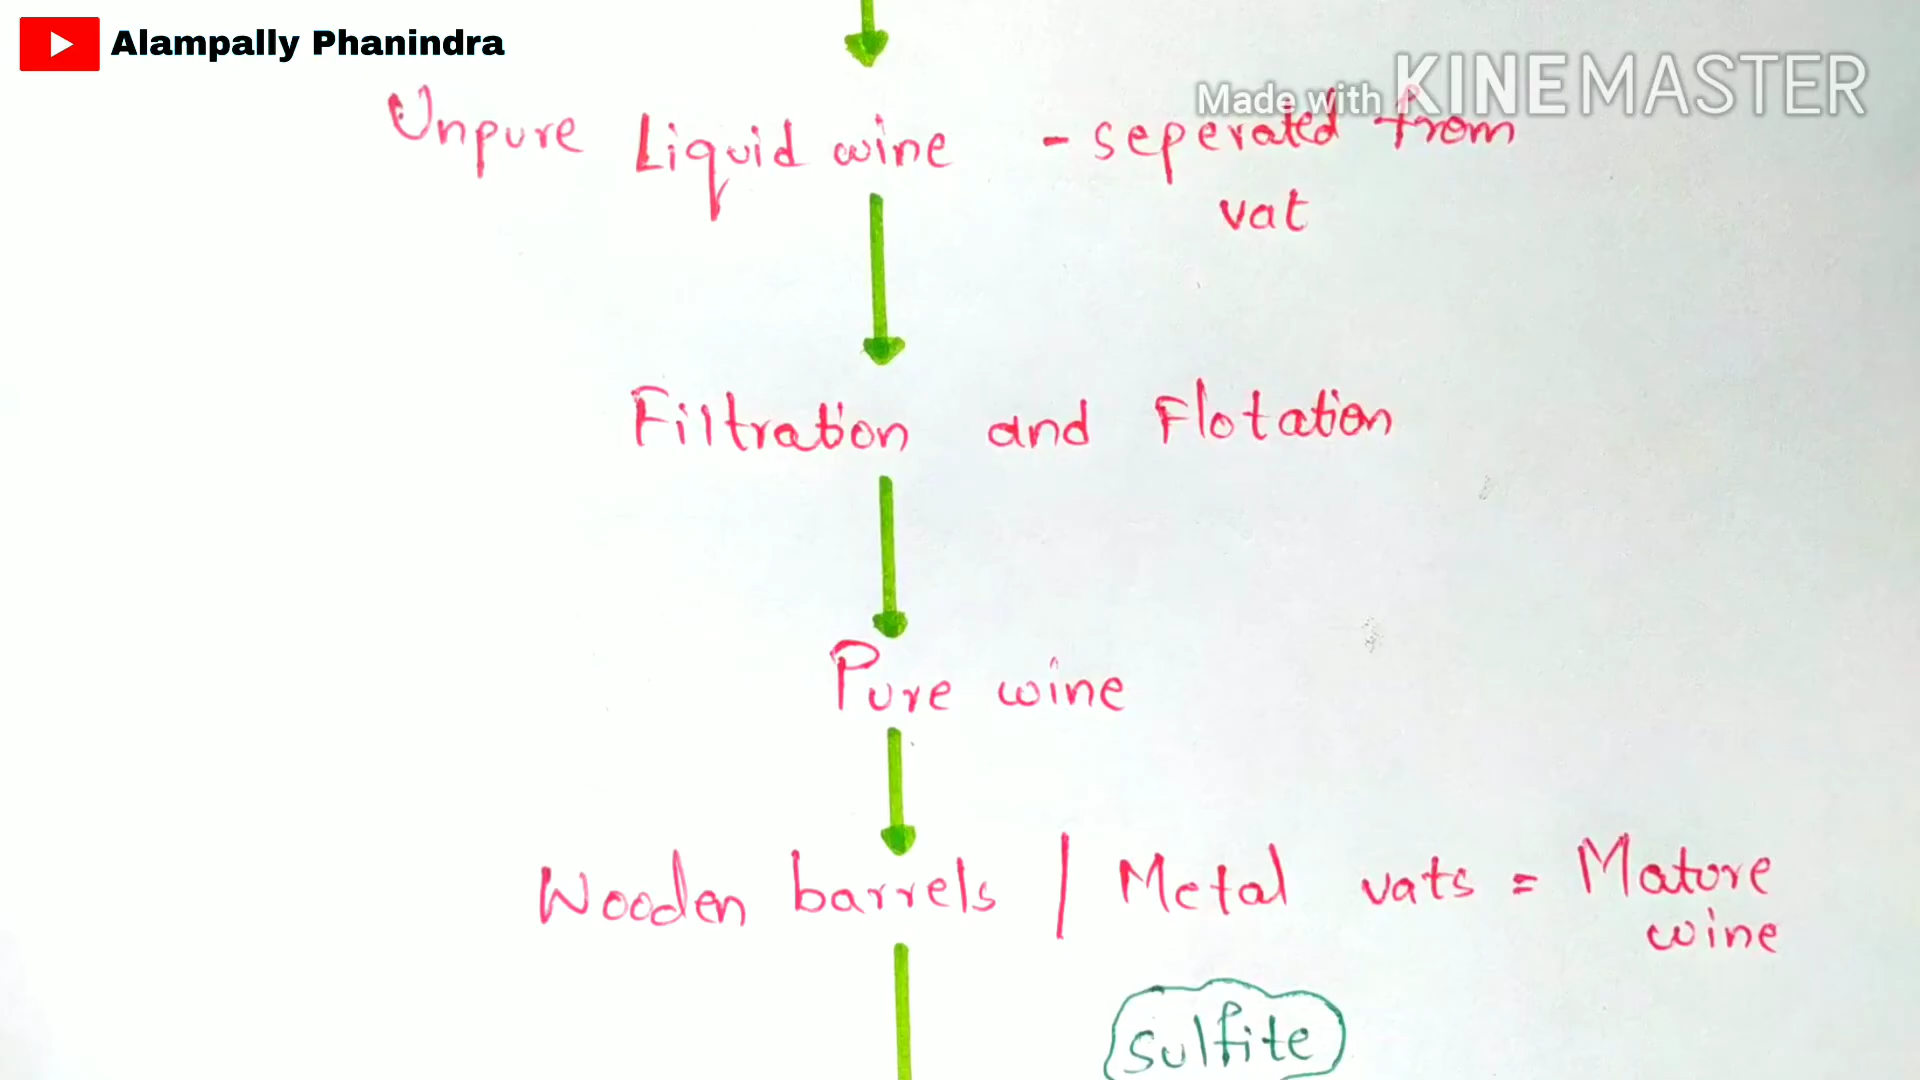 Alampally Phanindra
Made with KINEMASTER
Unpure Liquid wine - seperated from
vat
Filtration and Flotation
Pure wine
Wooden barrels / Metal vats = Mature
wine
Sulfite